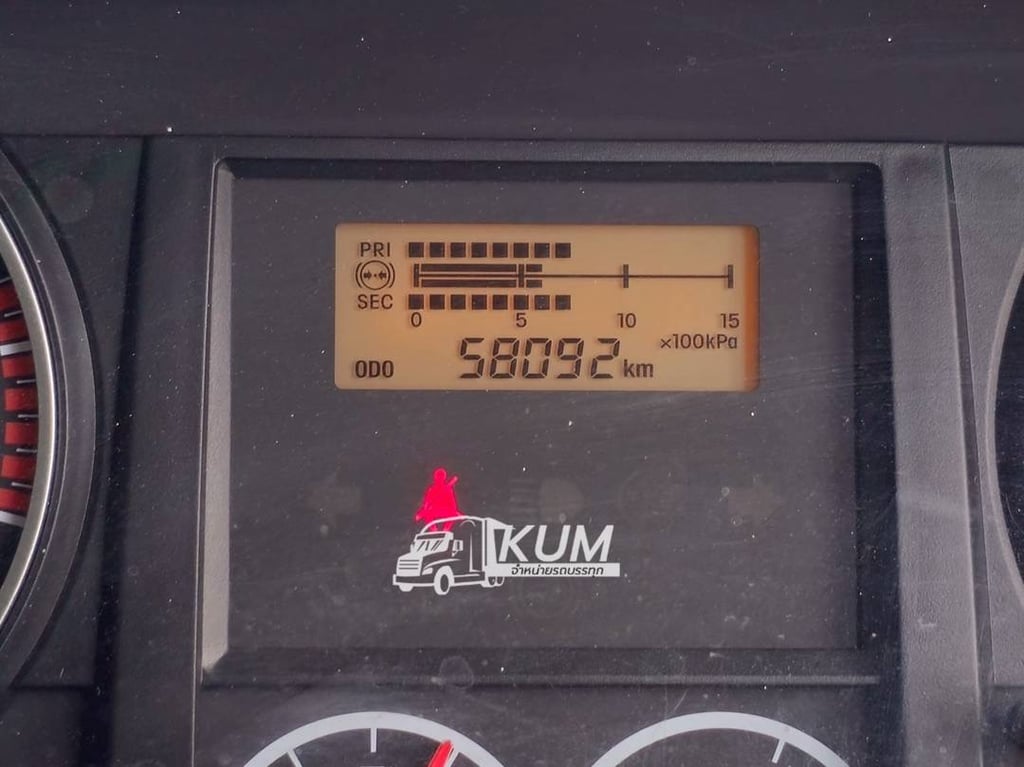 PRI
SEC
0 5 10 15
×100kPa
ODO 58092 km
KUM
จำหน่ายรถบรรทุก